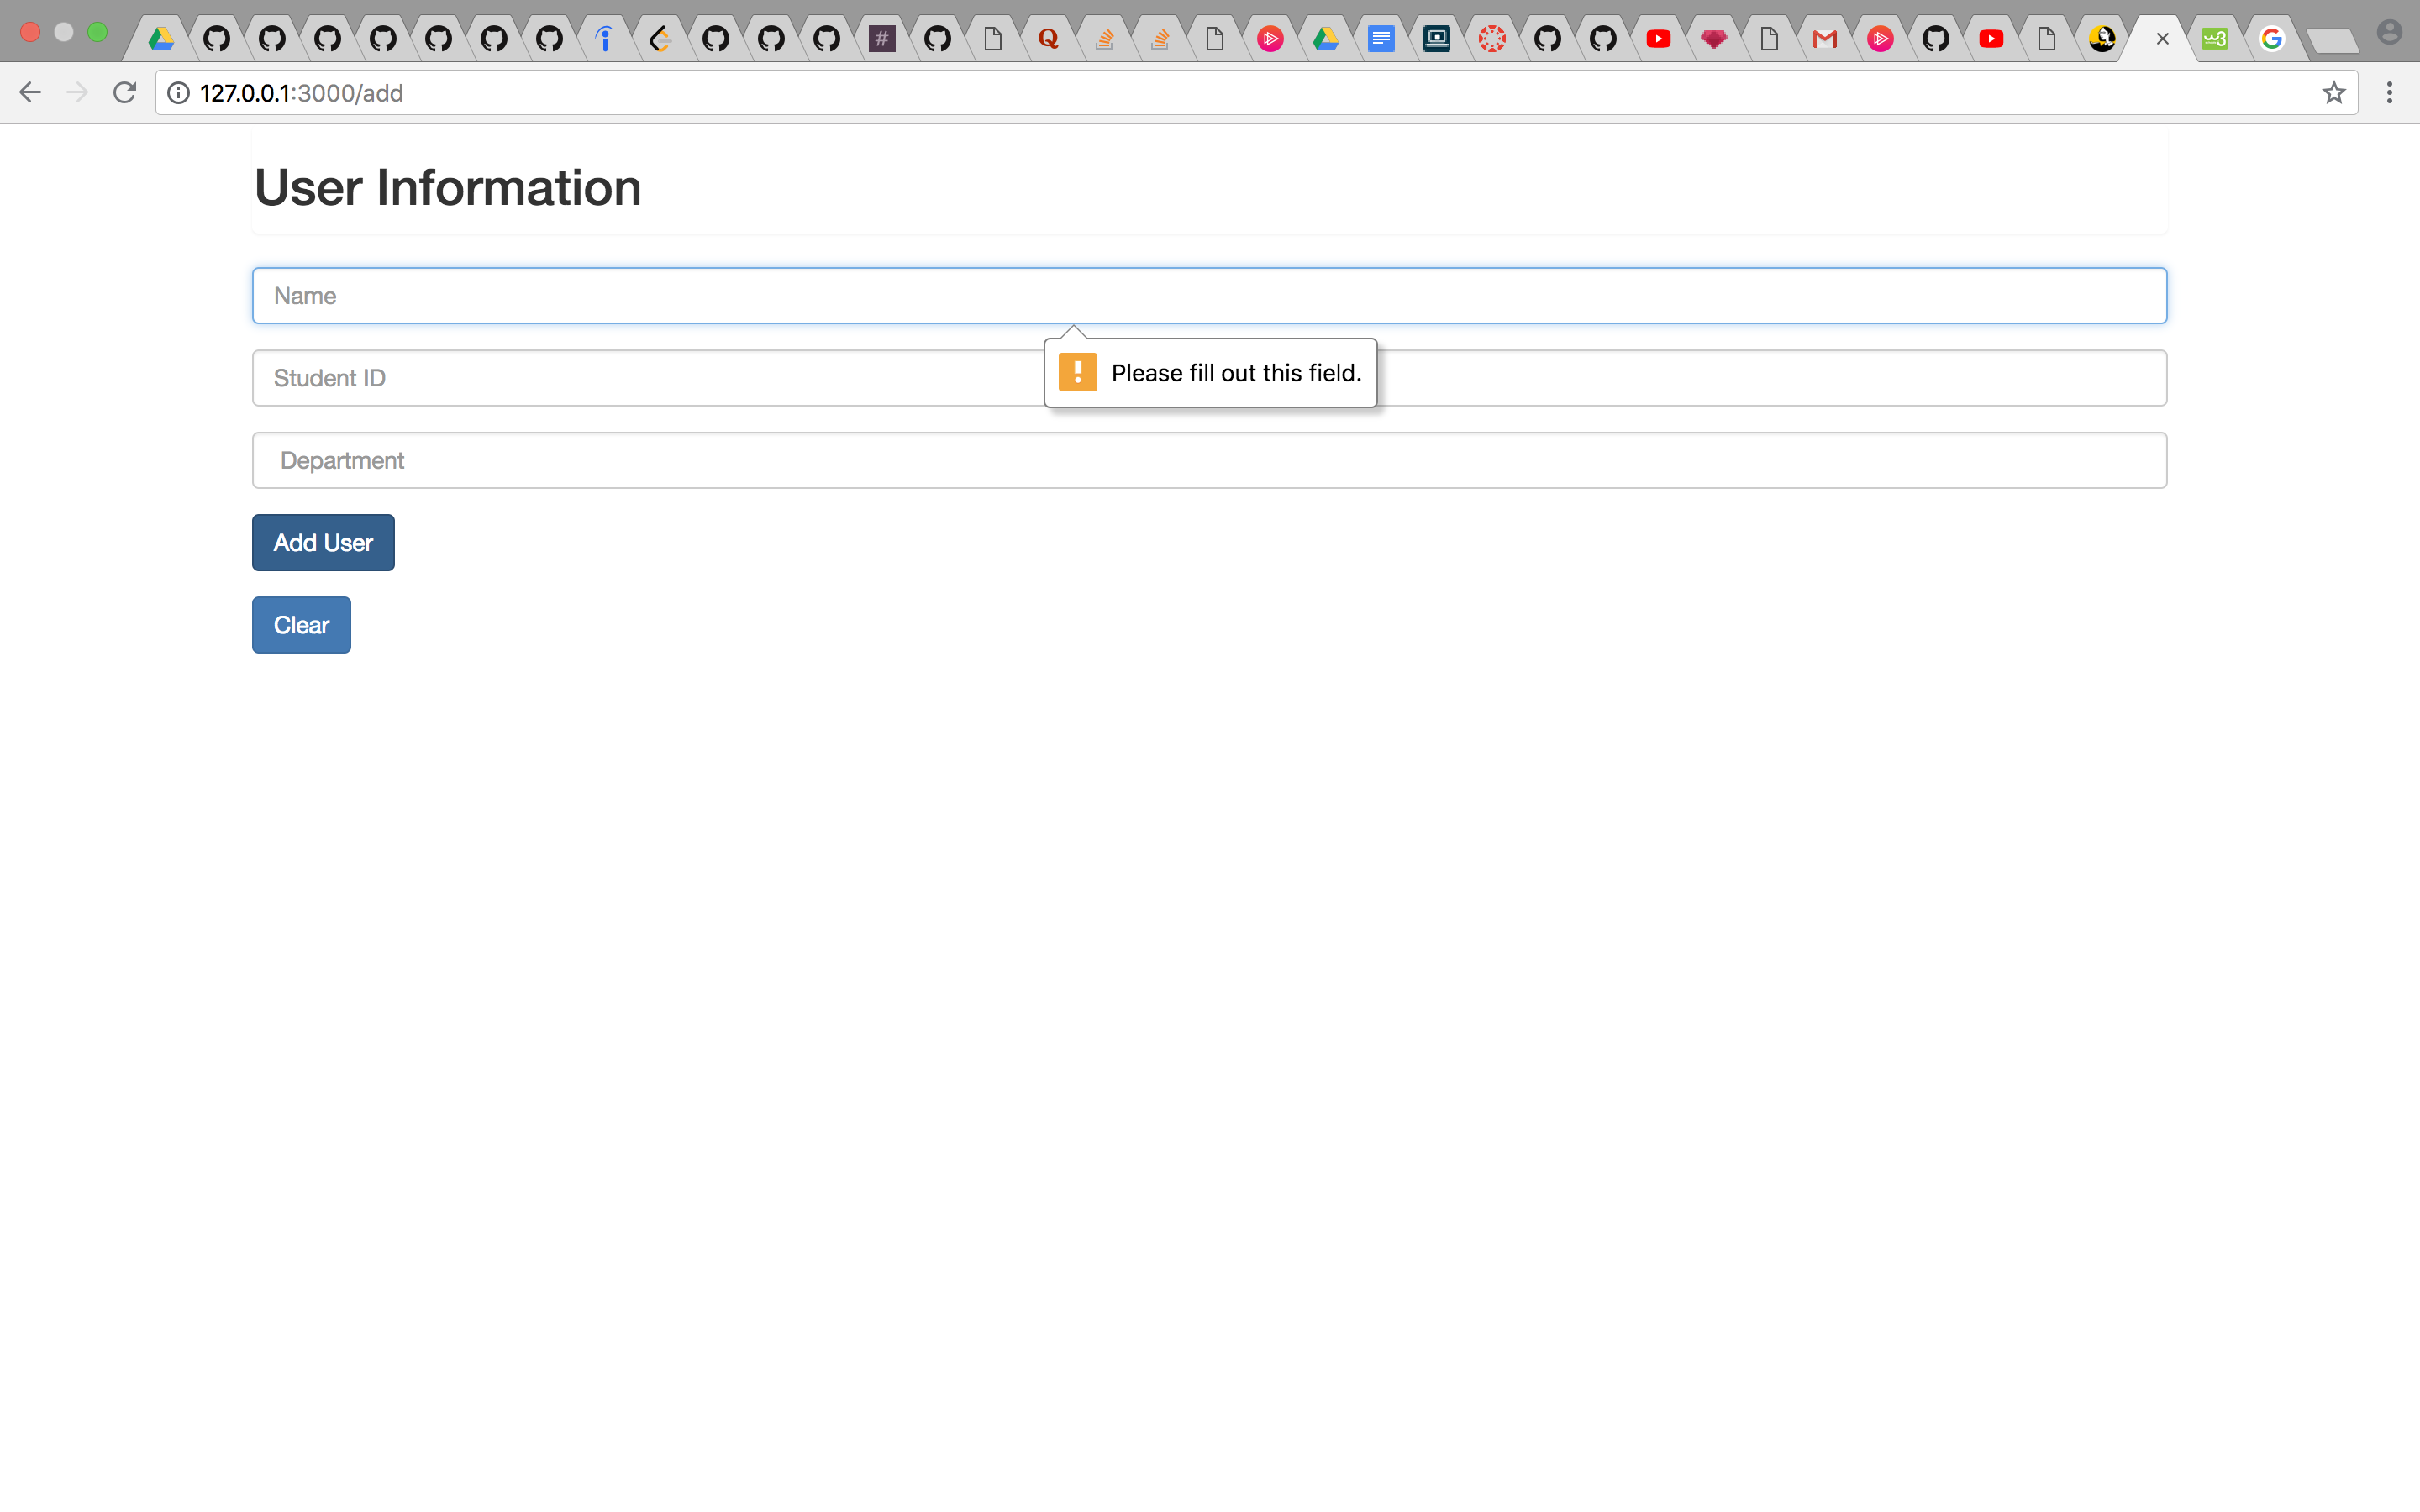 127.0.0.1:3000/add
User Information
Name
Please fill out this field.
Student ID
Department
Add User
Clear